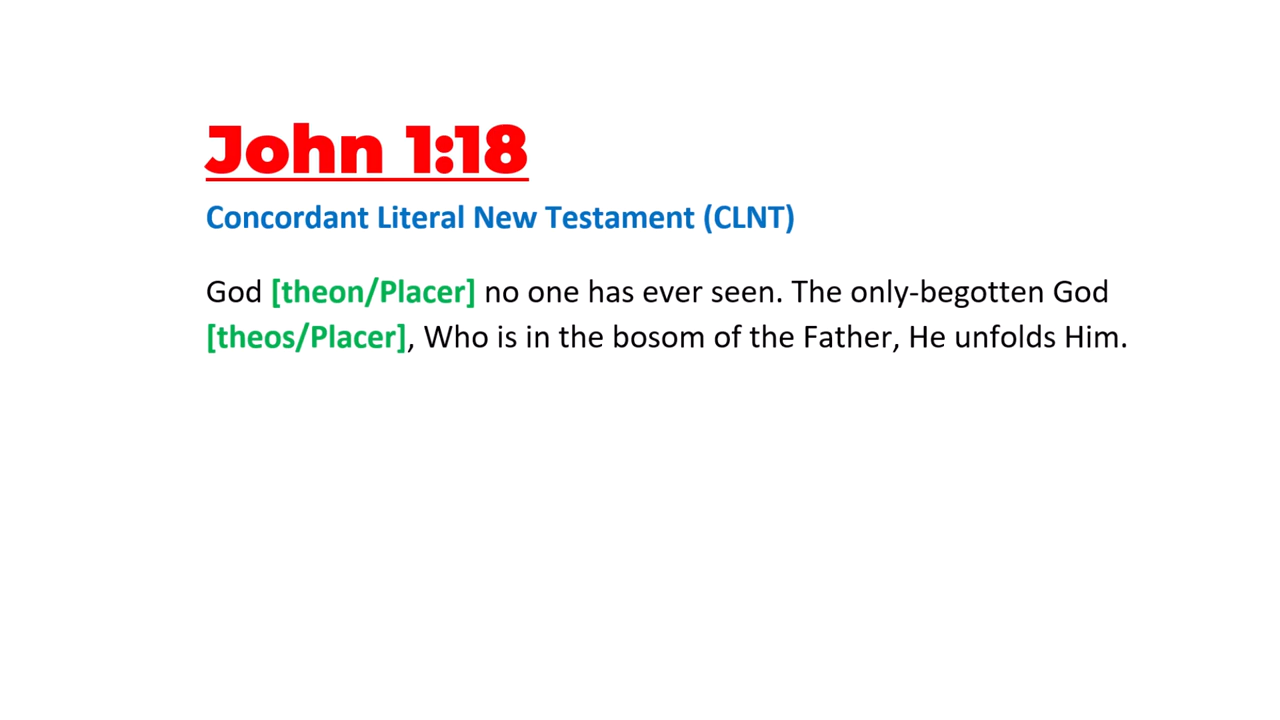 John 1:18
Concordant Literal New Testament (CLNT)
God [theon/Placer] no one has ever seen. The only-begotten God
[theos/Placer], Who is in the bosom of the Father, He unfolds Him.